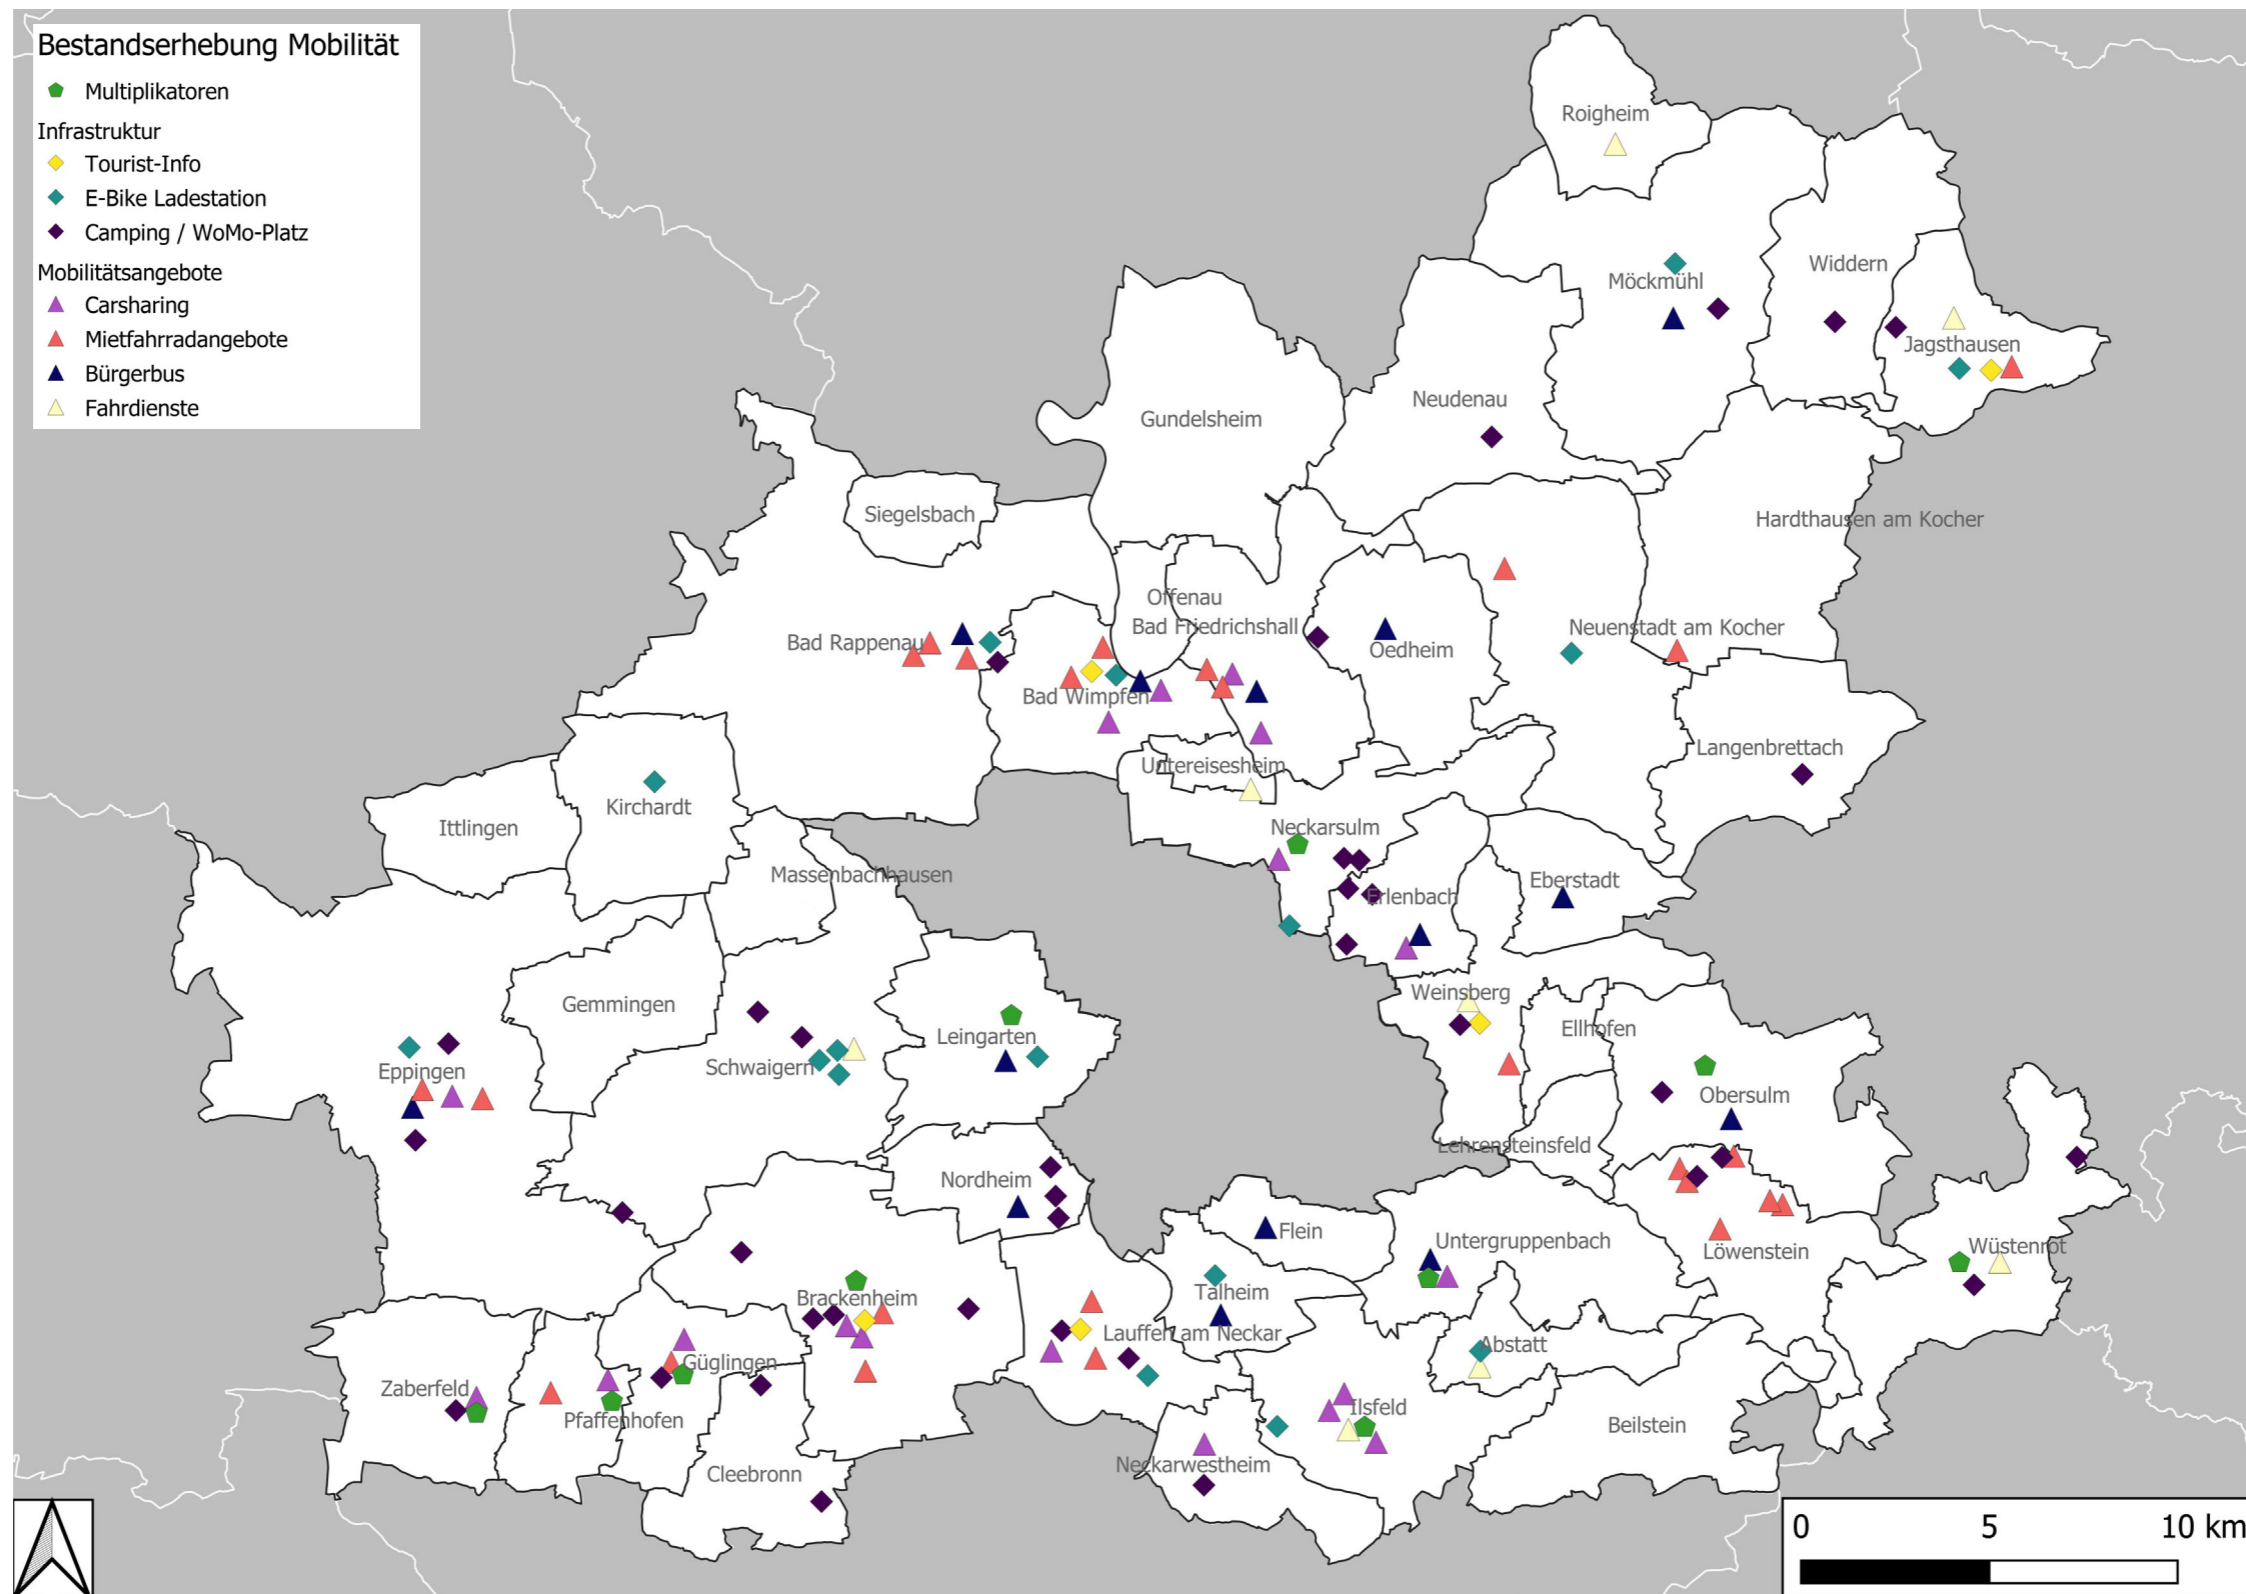 Bestandserhebung Mobilität
Multiplikatoren
Infrastruktur
Tourist-Info
E-Bike Ladestation
Camping / WoMo-Platz
Mobilitätsangebote
Carsharing
Mietfahrradangebote
Bürgerbus
Fahrdienste
Roigheim
Widdern
Möckmühl
Jagsthausen
Neudenau
Gundelsheim
Siegelsbach
Hardthausen am Kocher
Offenau
Bad Friedrichshall
Neuenstadt am Kocher
Bad Rappenau
Oedheim
Bad Wimpfen
Langenbrettach
Untereisesheim
Kirchardt
Ittlingen
Neckarsulm
Massenbachhausen
Eberstadt
Erlenbach
Weinsberg
Gemmingen
Ellhofen
Leingarten
Schwaigern
Eppingen
Obersulm
Lehrensteinsfeld
Nordheim
Flein
Untergruppenbach
Löwenstein
Wüstenrot
Talheim
Brackenheim
Lauffen am Neckar
Abstatt
Güglingen
Zaberfeld
Ilsfeld
Pfaffenhofen
Beilstein
Neckarwestheim
Cleebronn
0 5 10 km